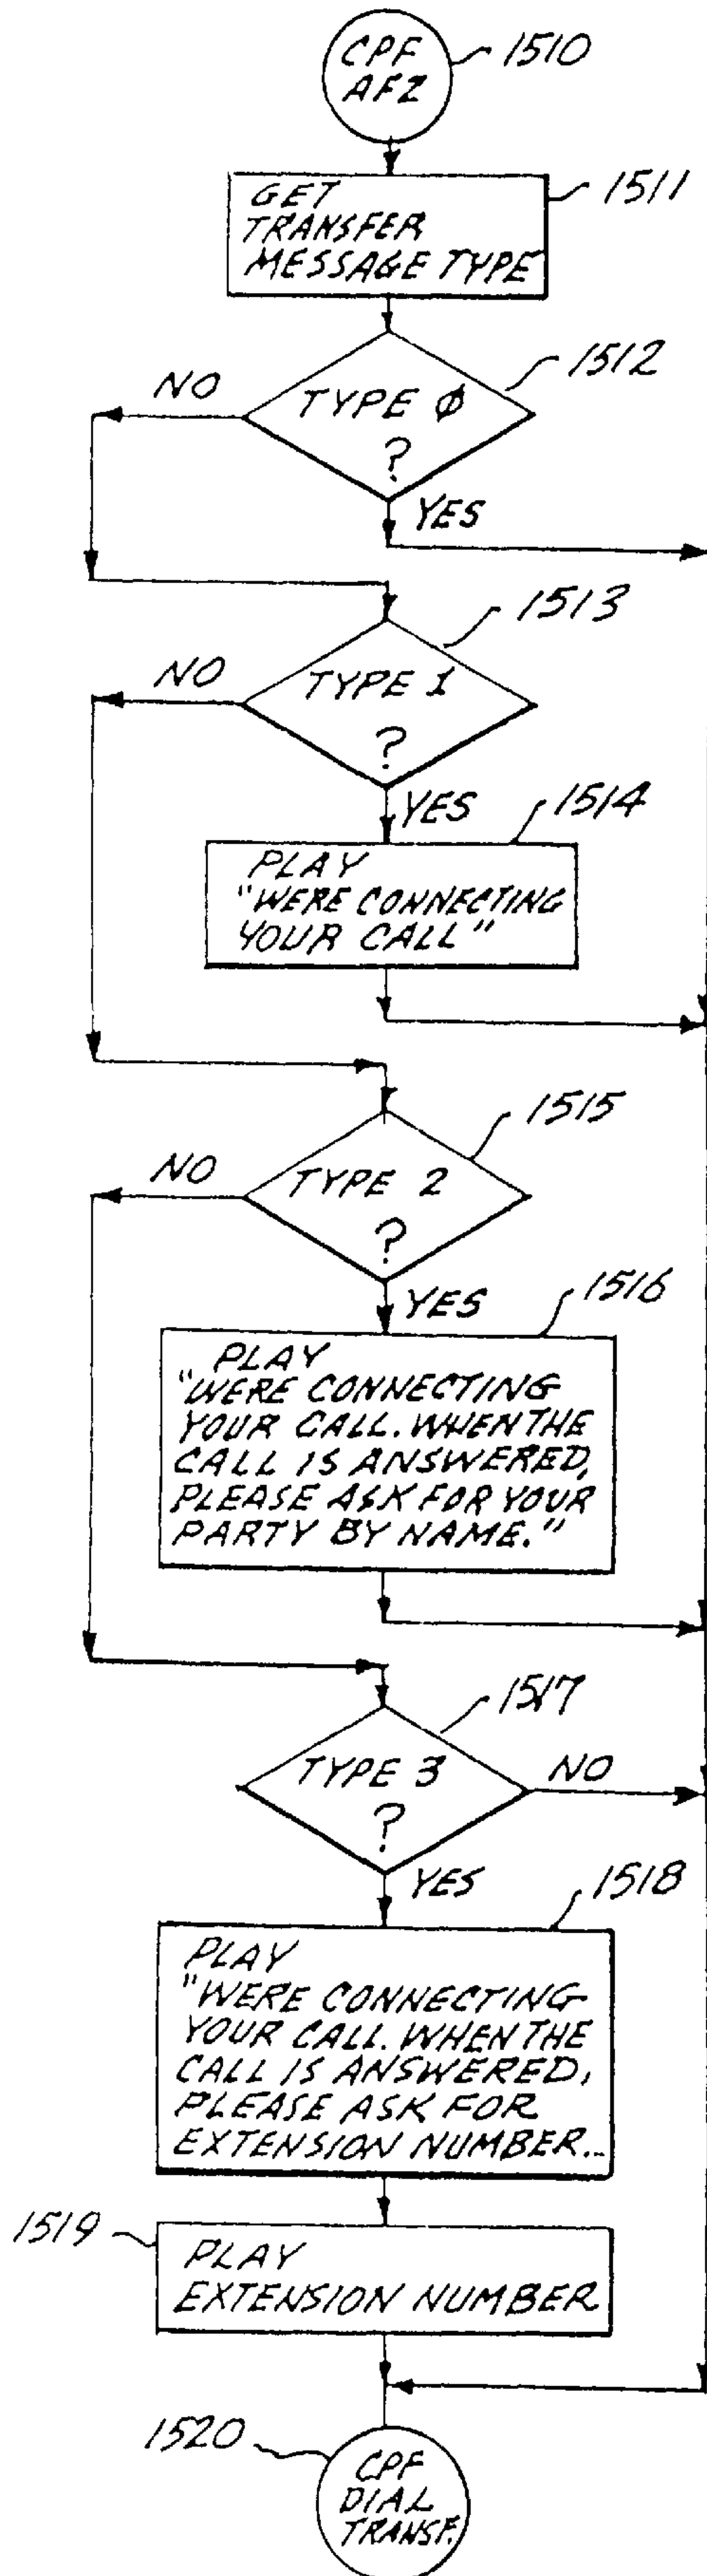 CPF
AFZ
1510
GET
TRANSFER
MESSAGE TYPE
1511
TYPE Ø
?
1512
NO
YES
TYPE 1
?
1513
NO
YES
PLAY
"WERE CONNECTING
YOUR CALL"
1514
TYPE 2
?
1515
NO
YES
PLAY
"WERE CONNECTING
YOUR CALL. WHEN THE
CALL IS ANSWERED,
PLEASE ASK FOR YOUR
PARTY BY NAME."
1516
TYPE 3
?
1517
NO
YES
PLAY
"WERE CONNECTING
YOUR CALL. WHEN THE
CALL IS ANSWERED,
PLEASE ASK FOR
EXTENSION NUMBER...
1518
1519
PLAY
EXTENSION NUMBER
1520
CPF
DIAL
TRANSF.